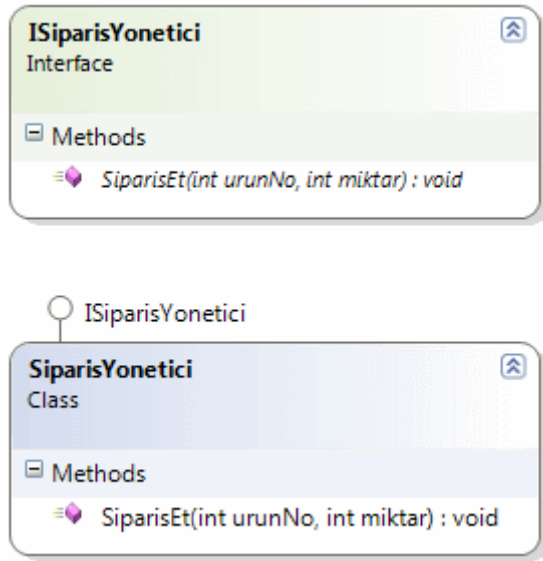 ISiparisYonetici
Interface
Methods
SiparisEt(int urunNo, int miktar) : void
ISiparisYonetici
SiparisYonetici
Class
Methods
SiparisEt(int urunNo, int miktar) : void